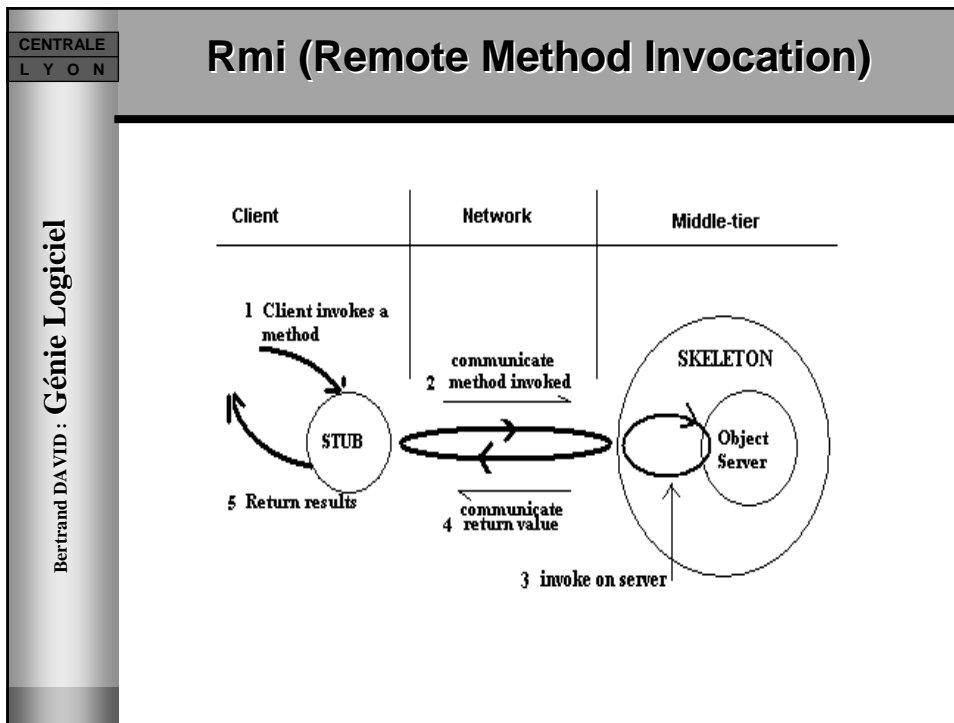 CENTRALE
L Y O N
Rmi (Remote Method Invocation)
Bertrand DAVID : Génie Logiciel
Client
Network
Middle-tier
1 Client invokes a
method
communicate
2 method invoked
SKELETON
STUB
Object
Server
5 Return results
communicate
4 return value
3 invoke on server